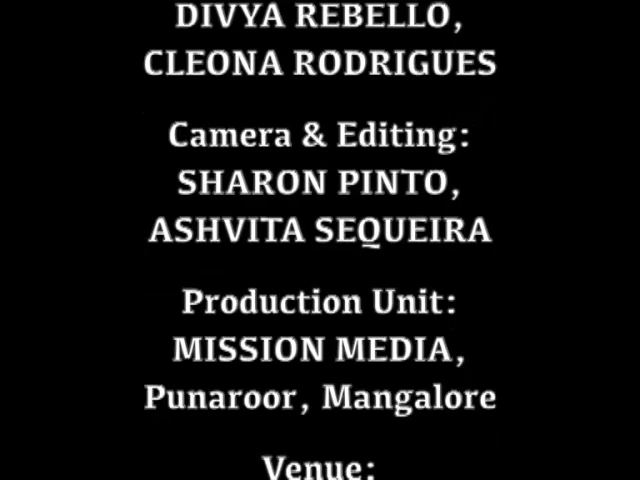 DIVYA REBELLO,
CLEONA RODRIGUES
Camera & Editing:
SHARON PINTO,
ASHVITA SEQUEIRA
Production Unit:
MISSION MEDIA,
Punaroor, Mangalore
Venue: